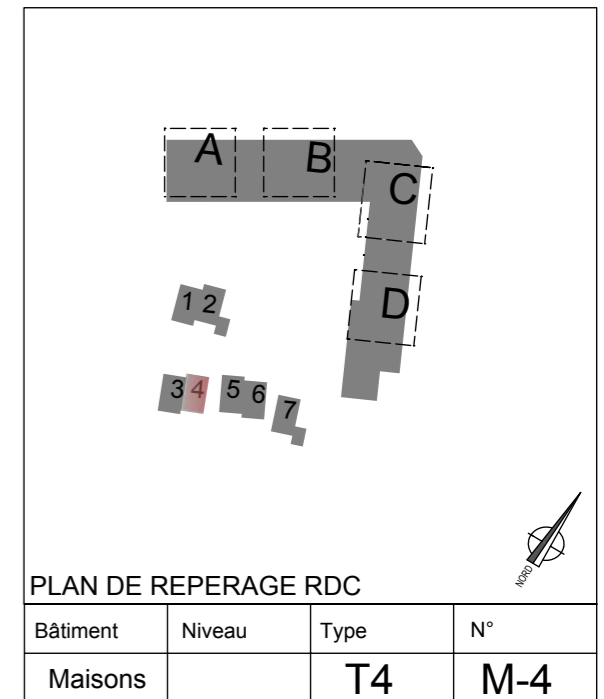 A B
C
D
1 2
3 4 5 6
7
NORD
PLAN DE REPERAGE RDC
Bâtiment Niveau Type N°
Maisons T4 M-4